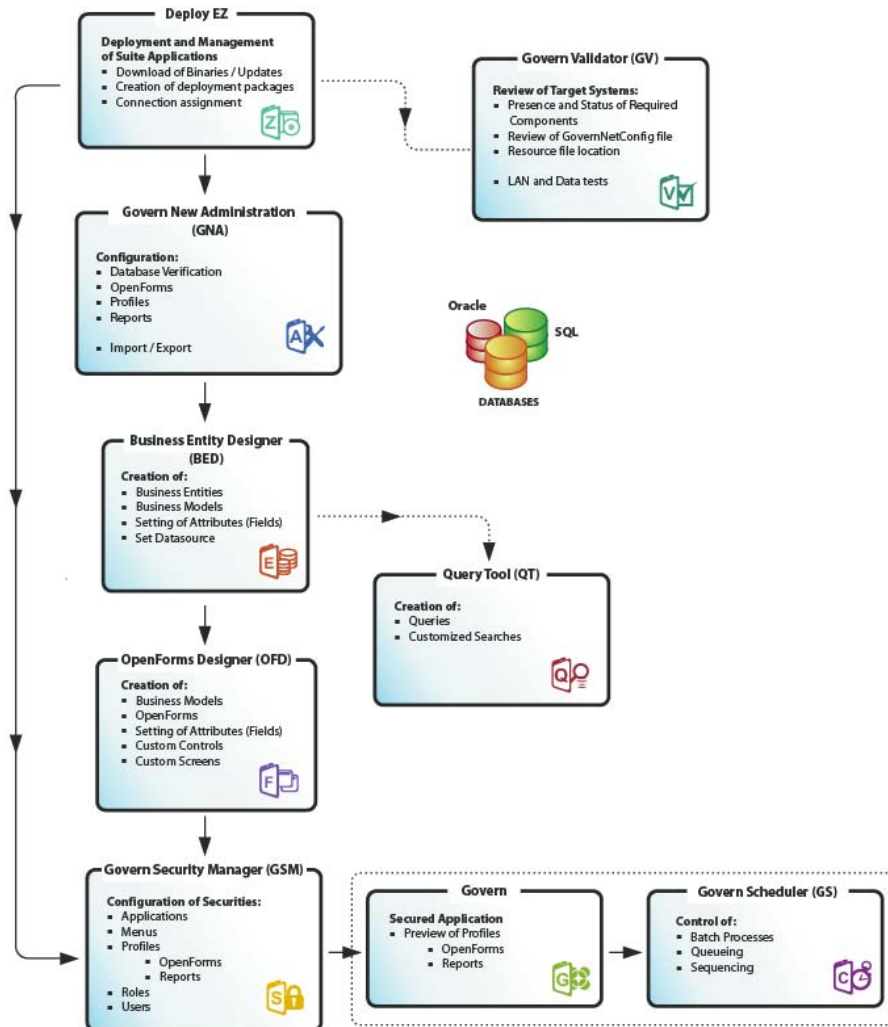 Deploy EZ
Deployment and Management
of Suite Applications
▪ Download of Binaries / Updates
▪ Creation of deployment packages
▪ Connection assignment
Z
Govern Validator (GV)
Review of Target Systems:
▪ Presence and Status of Required
Components
▪ Review of GovernNetConfig file
▪ Resource file location
▪ LAN and Data tests
V
Govern New Administration
(GNA)
Configuration:
▪ Database Verification
▪ OpenForms
▪ Profiles
▪ Reports
▪ Import / Export
A
Oracle
SQL
DATABASES
Business Entity Designer
(BED)
Creation of:
▪ Business Entities
▪ Business Models
▪ Setting of Attributes (Fields)
▪ Set Datasource
E
Query Tool (QT)
Creation of:
▪ Queries
▪ Customized Searches
Q
OpenForms Designer (OFD)
Creation of:
▪ Business Models
▪ OpenForms
▪ Setting of Attributes (Fields)
▪ Custom Controls
▪ Custom Screens
F
Govern Security Manager (GSM)
Configuration of Securities:
▪ Applications
▪ Menus
▪ Profiles
▪ OpenForms
▪ Reports
▪ Roles
▪ Users
S
Govern
Secured Application
▪ Preview of Profiles
▪ OpenForms
▪ Reports
G
Govern Scheduler (GS)
Control of:
▪ Batch Processes
▪ Queueing
▪ Sequencing
C